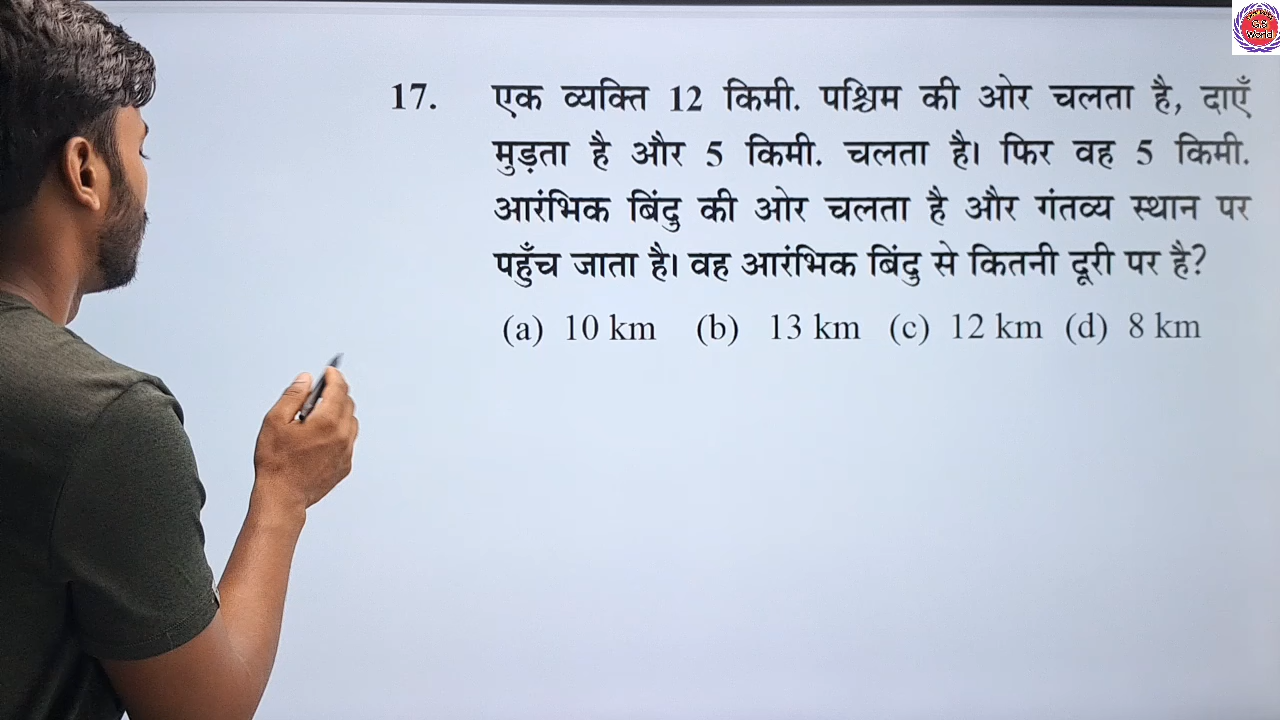 17. एक व्यक्ति 12 किमी. पश्चिम की ओर चलता है, दाएँ
मुड़ता है और 5 किमी. चलता है। फिर वह 5 किमी.
आरंभिक बिंदु की ओर चलता है और गंतव्य स्थान पर
पहुँच जाता है। वह आरंभिक बिंदु से कितनी दूरी पर है?
(a) 10 km (b) 13 km (c) 12 km (d) 8 km
World